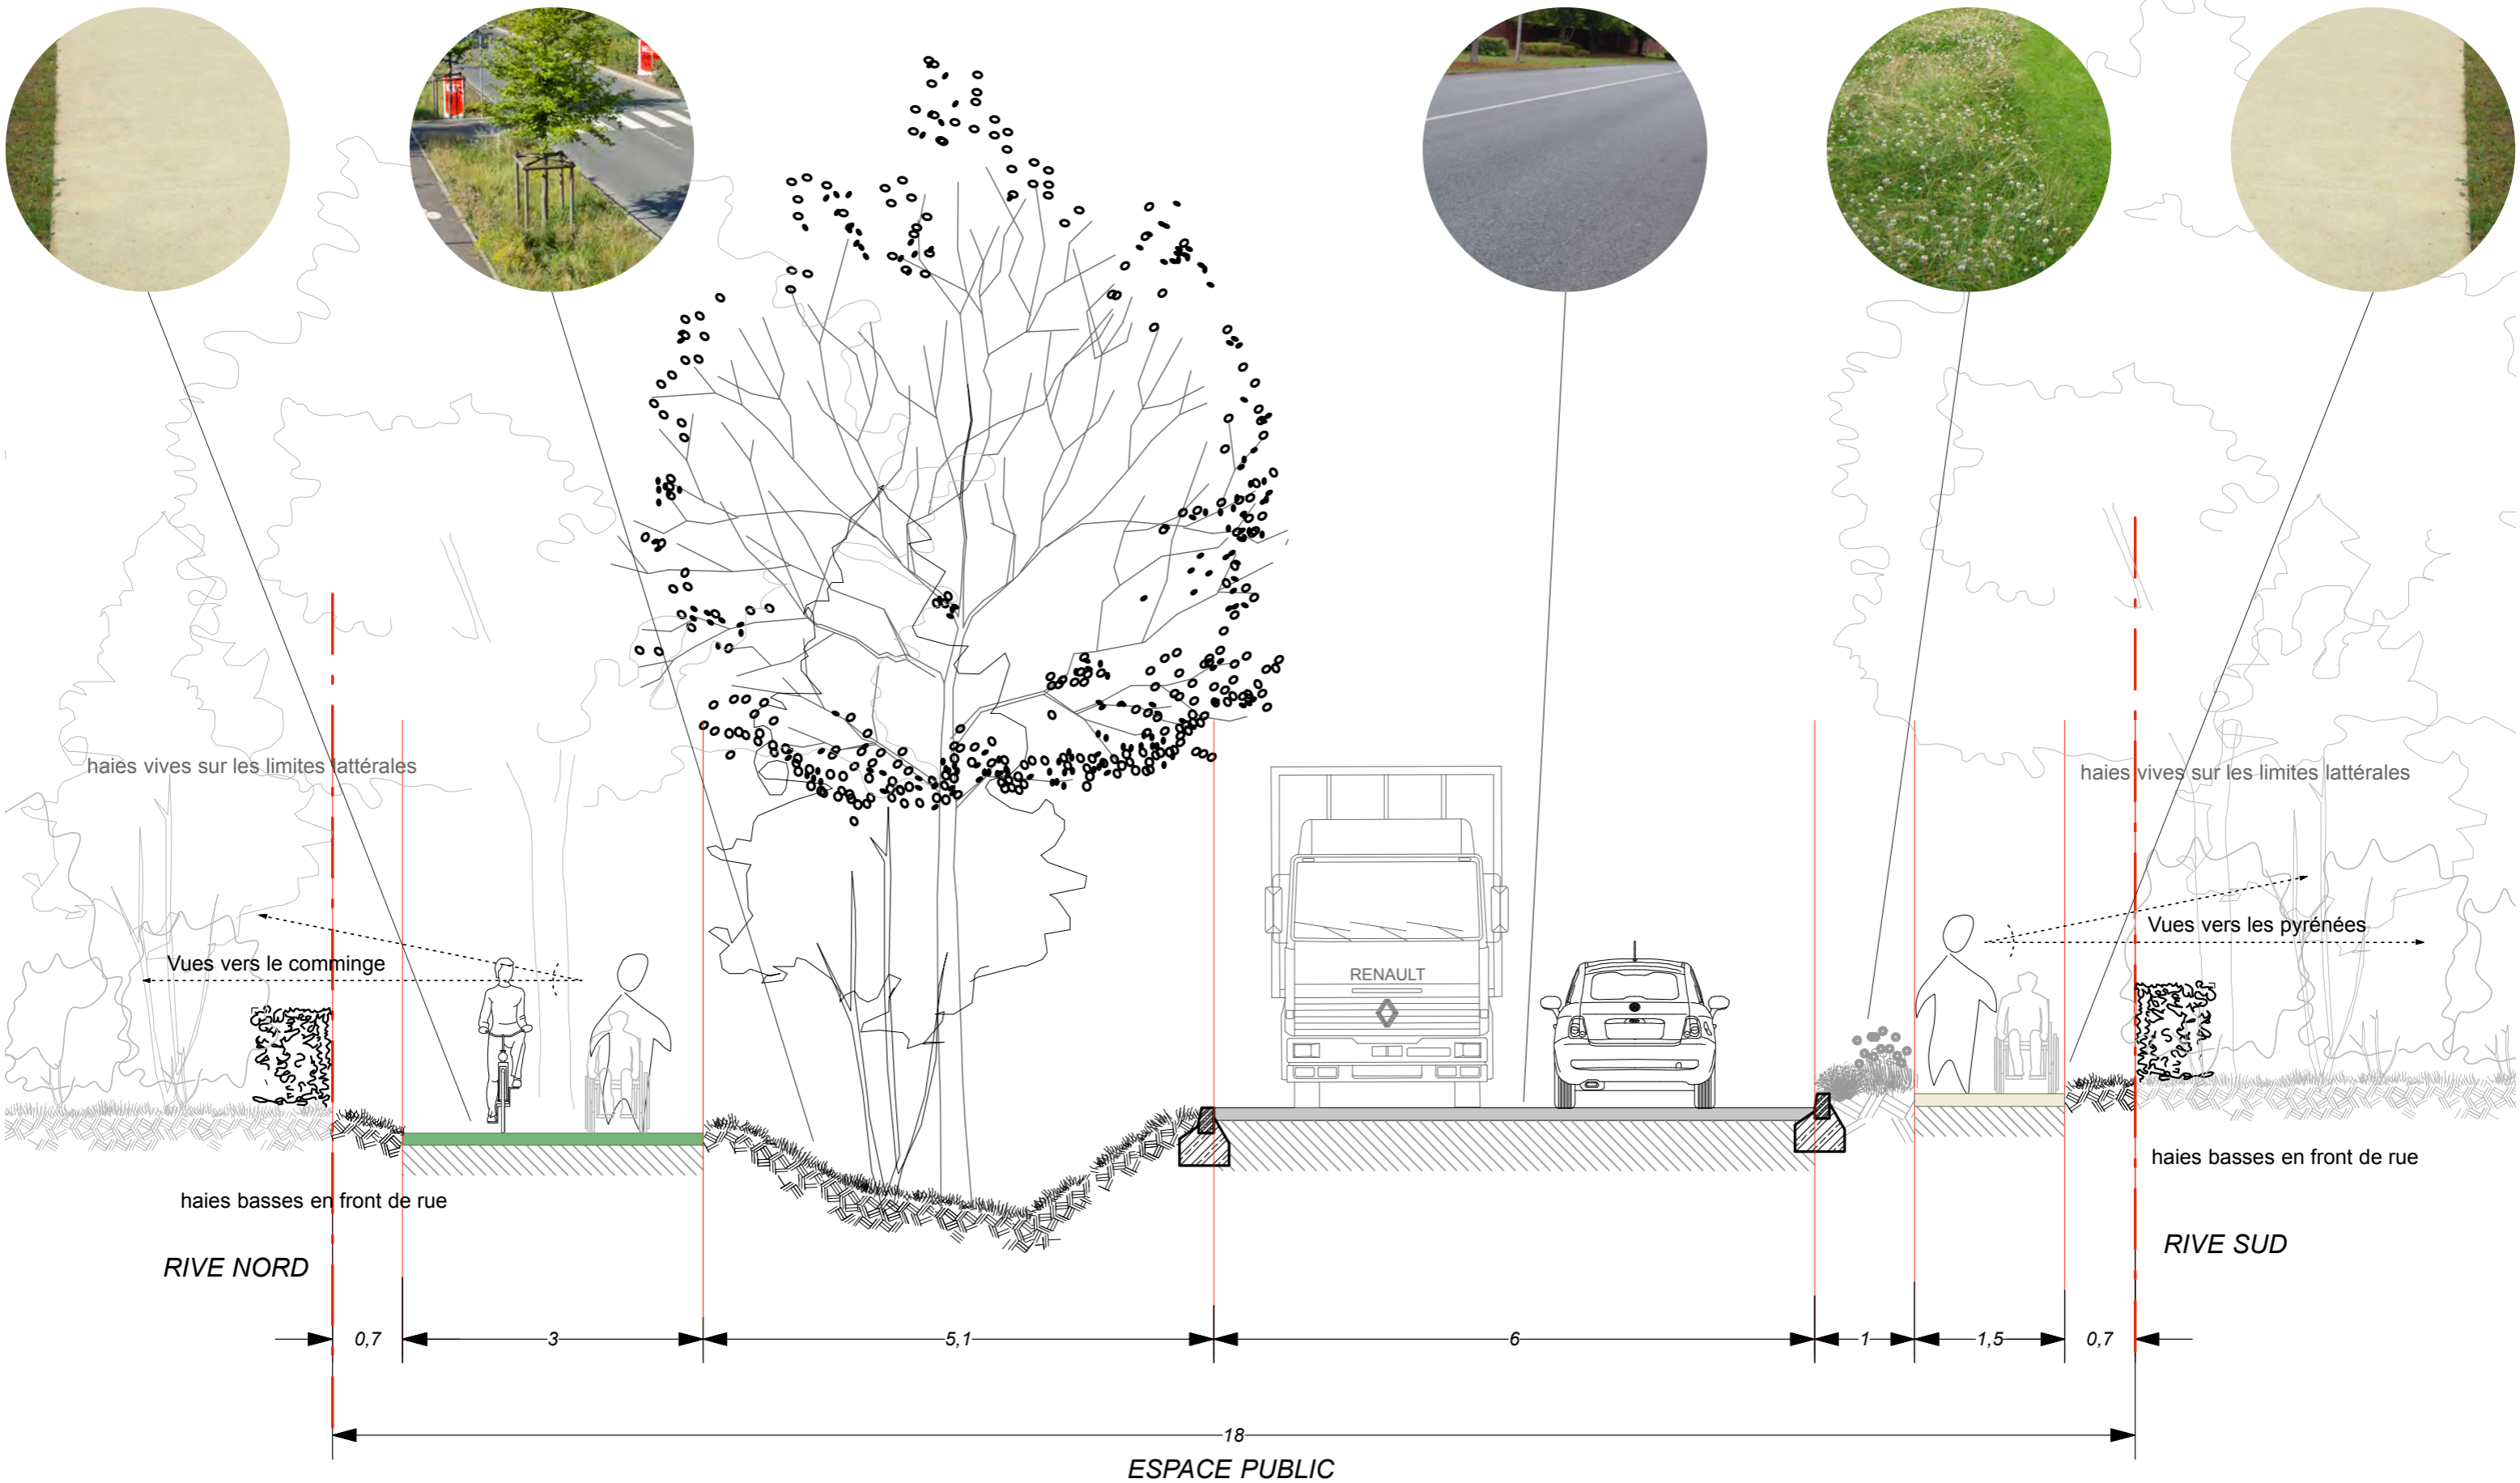 haies vives sur les limites lattérales
haies vives sur les limites lattérales
Vues vers les pyrénées
Vues vers le comminge
RENAULT
haies basses en front de rue
haies basses en front de rue
RIVE NORD
RIVE SUD
0,7
3
5,1
6
1
1,5
0,7
18
ESPACE PUBLIC